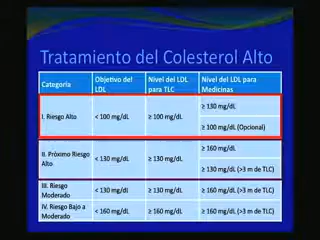 Tratamiento del Colesterol Alto
Categoría
Objetivo del LDL
Nivel del LDL para TLC
Nivel del LDL para Medicinas
I. Riesgo Alto
< 100 mg/dL
≥ 100 mg/dL
≥ 130 mg/dL
≥ 100 mg/dL (Opcional)
II. Próximo Riesgo Alto
< 130 mg/dL
≥ 130 mg/dL
≥ 160 mg/dL
≥ 130 mg/dL (>3 m de TLC)
III. Riesgo Moderado
< 130 mg/dL
≥ 130 mg/dL
≥ 160 mg/dL (>3 m de TLC)
IV. Riesgo Bajo a Moderado
< 160 mg/dL
≥ 160 mg/dL
≥ 160 mg/dL (>3 m de TLC)